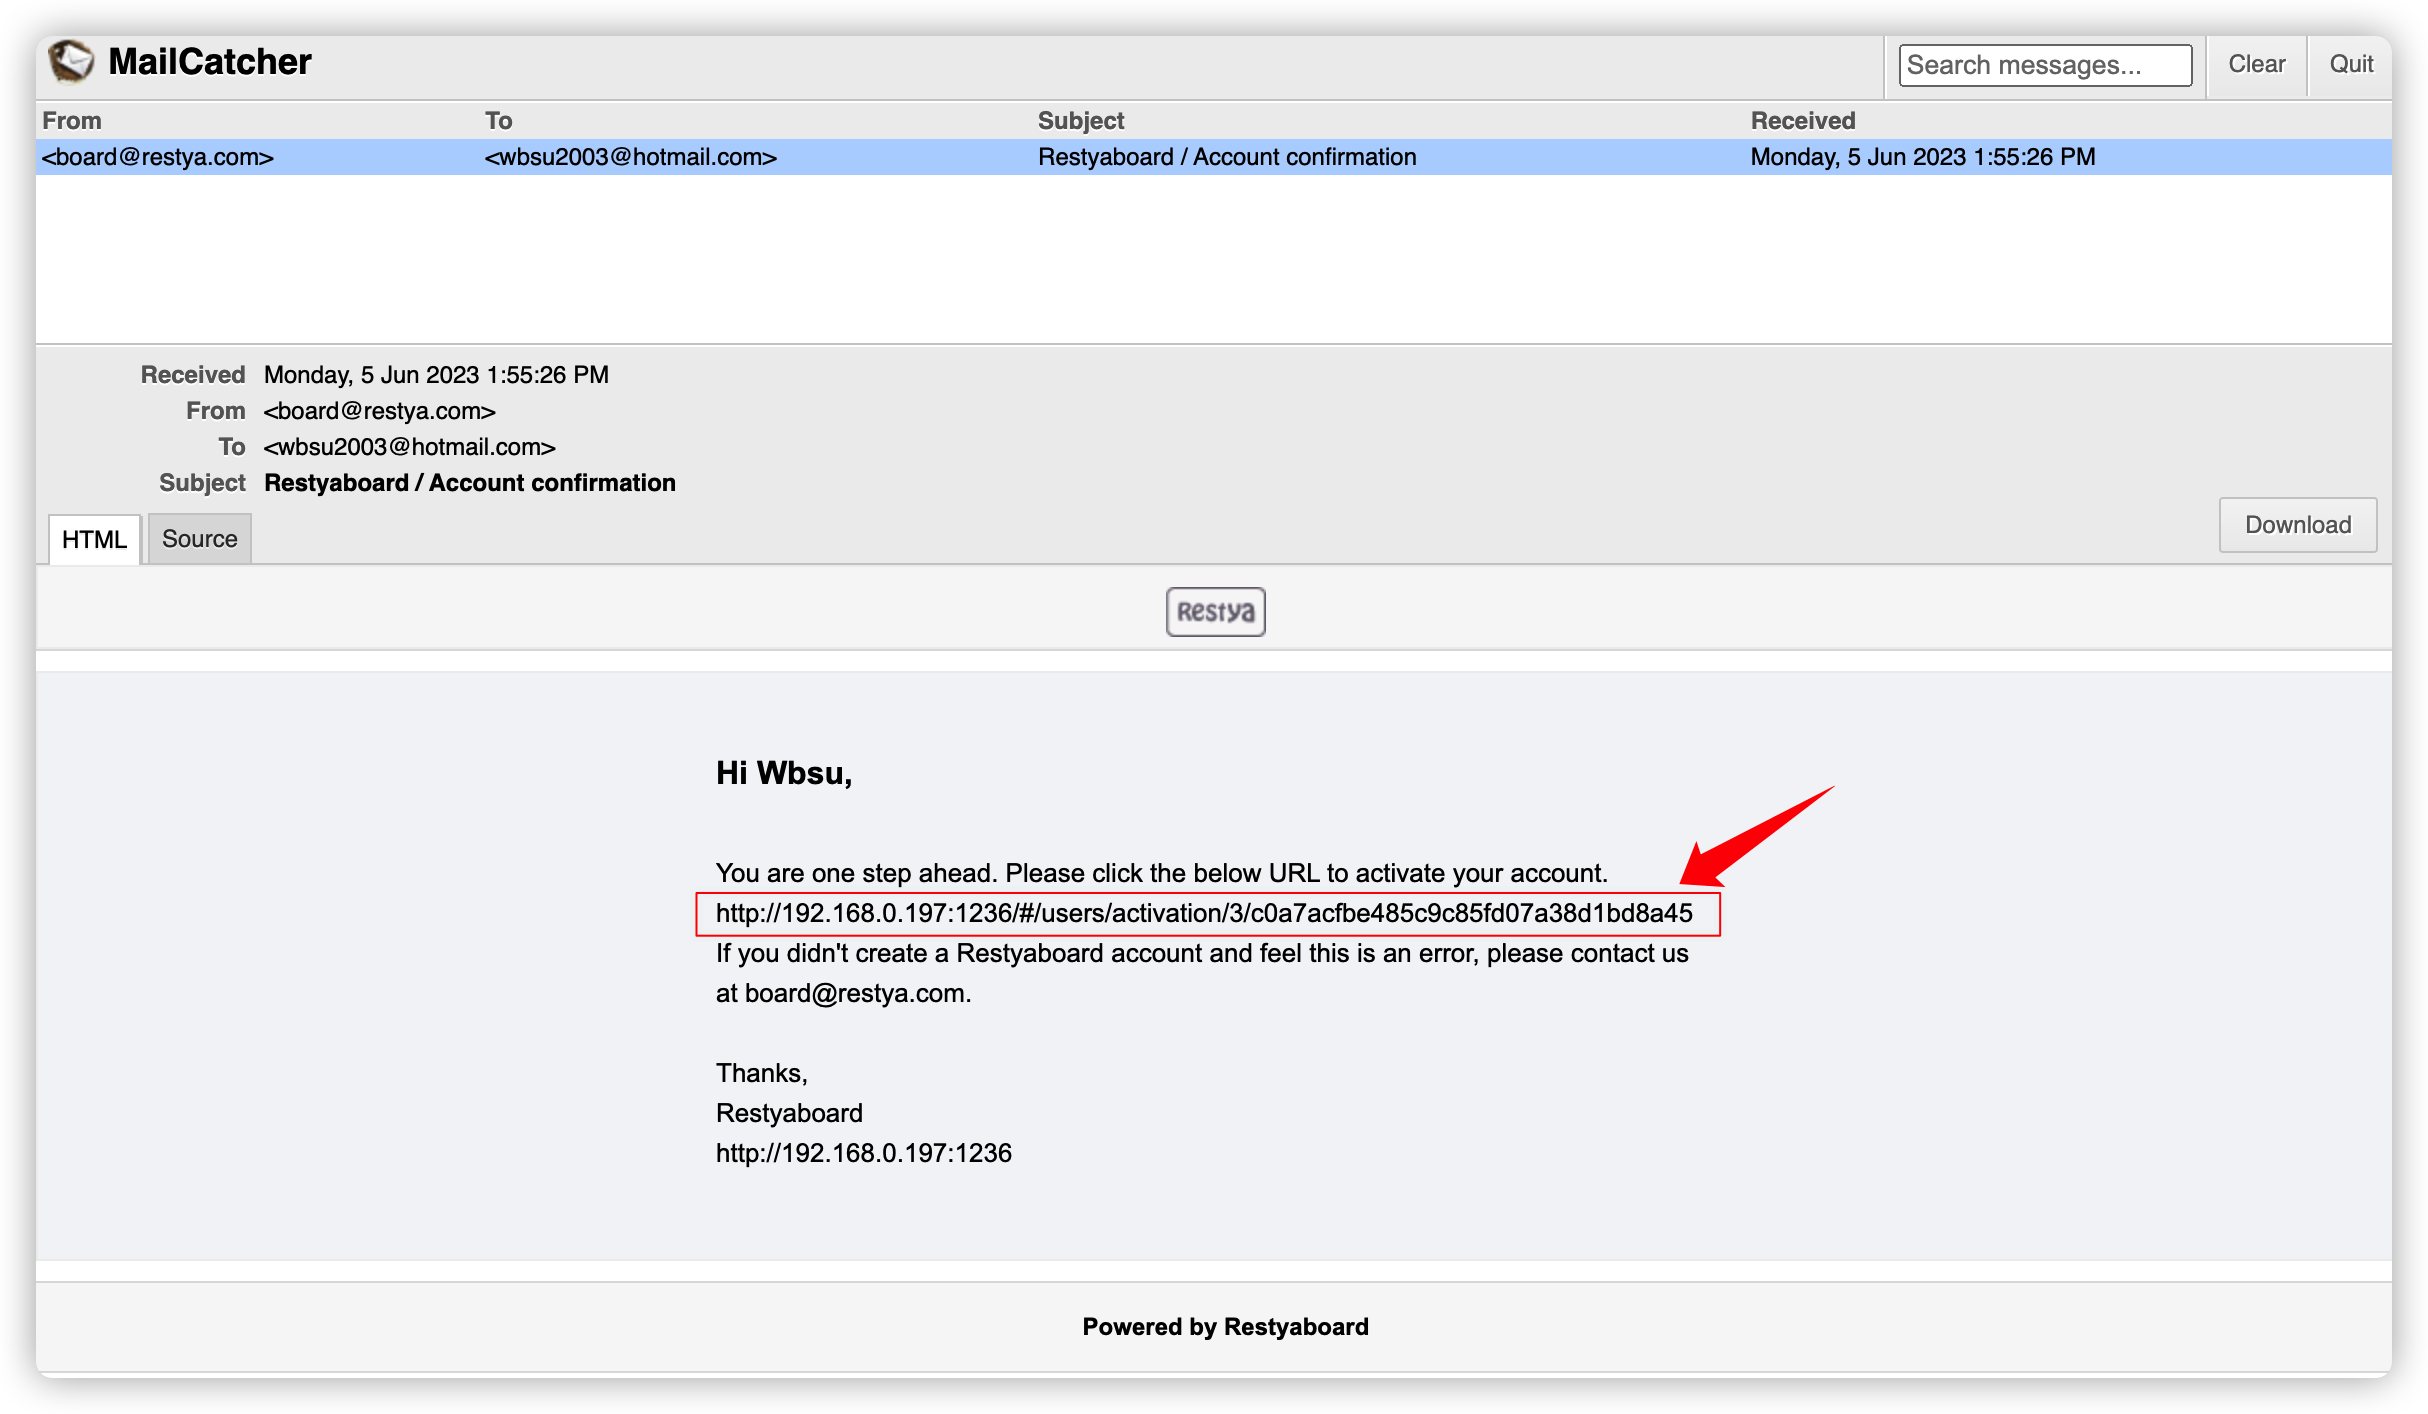 MailCatcher
Search messages...
Clear
Quit
From To Subject Received
<board@restya.com> <wbsu2003@hotmail.com> Restyaboard / Account confirmation Monday, 5 Jun 2023 1:55:26 PM
Received Monday, 5 Jun 2023 1:55:26 PM
From <board@restya.com>
To <wbsu2003@hotmail.com>
Subject Restyaboard / Account confirmation
HTML Source
Download
Restya
Hi Wbsu,
You are one step ahead. Please click the below URL to activate your account.
http://192.168.0.197:1236/#/users/activation/3/c0a7acfbe485c9c85fd07a38d1bd8a45
If you didn't create a Restyaboard account and feel this is an error, please contact us
at board@restya.com.
Thanks,
Restyaboard
http://192.168.0.197:1236
Powered by Restyaboard